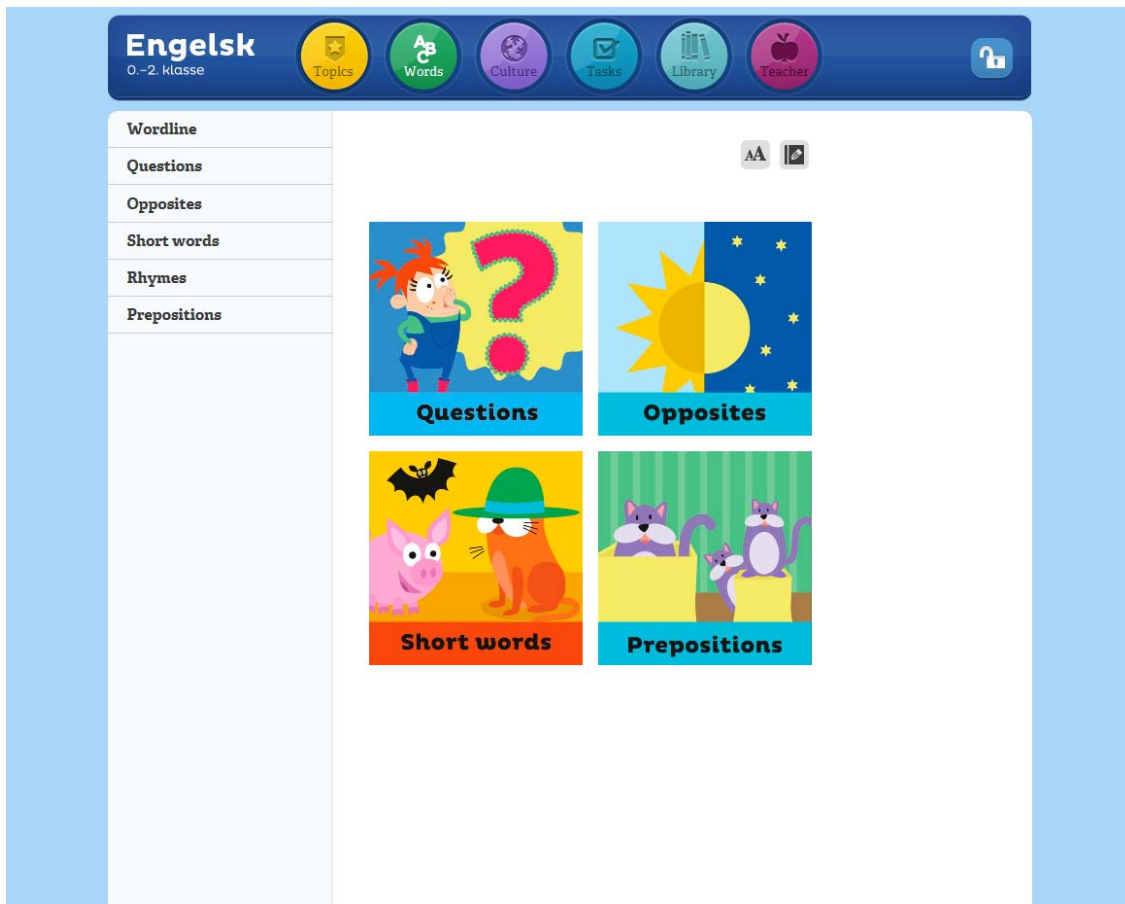 Engelsk
0.–2. klasse
Topics
ABC
Words
Culture
Tasks
Library
Teacher
Wordline
Questions
Opposites
Short words
Rhymes
Prepositions
AA
Questions
Opposites
Short words
Prepositions